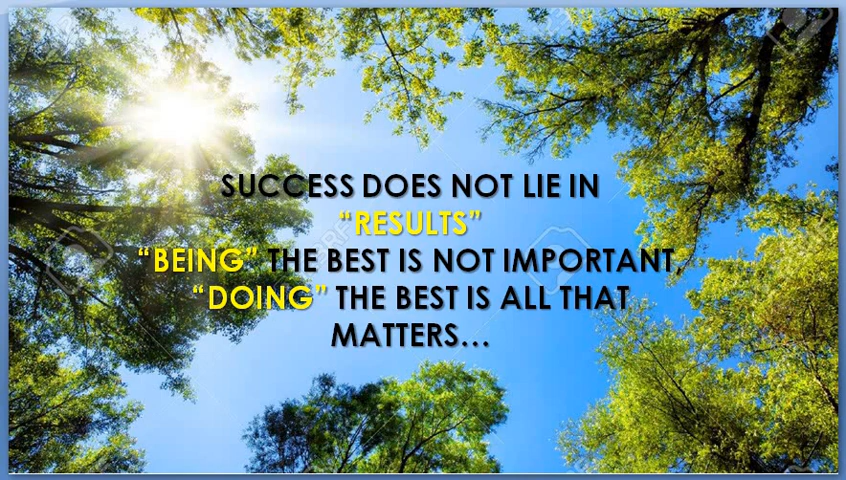 SUCCESS DOES NOT LIE IN
“RESULTS”
“BEING” THE BEST IS NOT IMPORTANT,
“DOING” THE BEST IS ALL THAT
MATTERS…